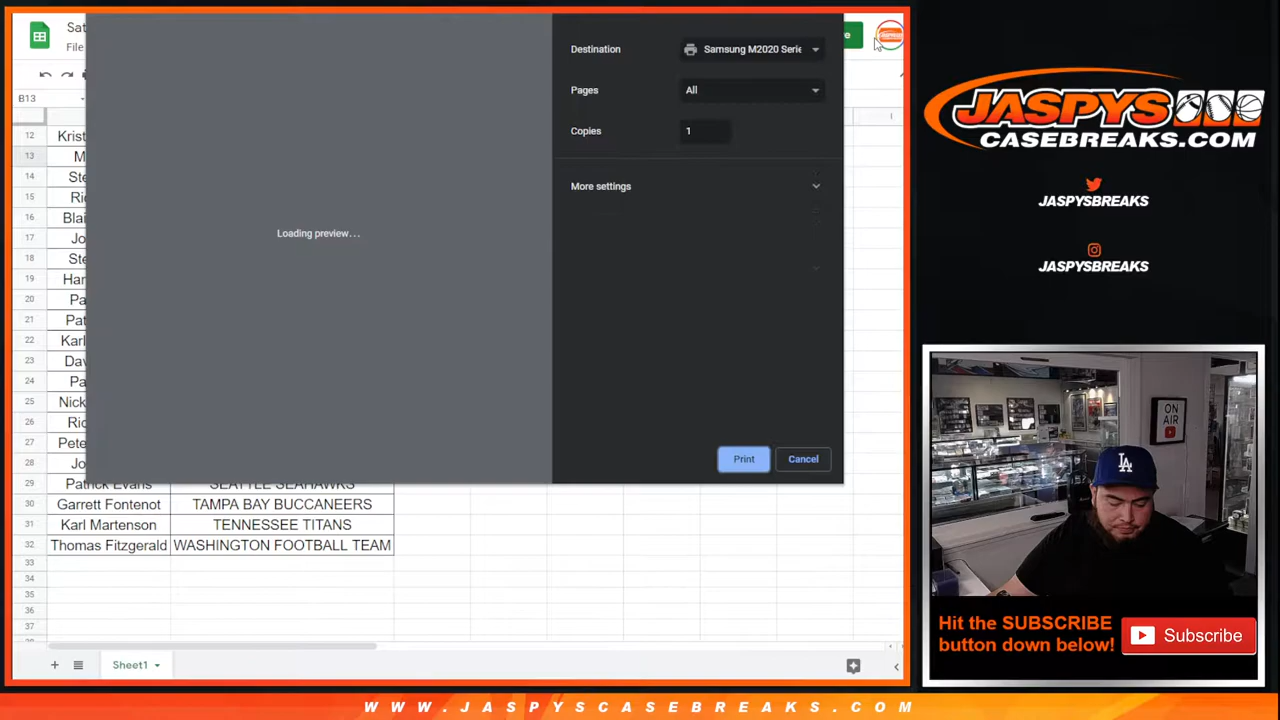 Sat
File
B13
Destination
Samsung M2020 Serie
Pages
All
Copies
1
More settings
Loading preview...
Print
Cancel
I
12 Krist
13 M
14 Ste
15 Ric
16 Blai
17 Jo
18 Ste
19 Har
20 Pa
21 Pat
22 Karl
23 Dav
24 Pa
25 Nick
26 Ric
27 Pete
28 Jo
29 Patrick Evans SEATTLE SEAHAWKS
30 Garrett Fontenot TAMPA BAY BUCCANEERS
31 Karl Martenson TENNESSEE TITANS
32 Thomas Fitzgerald WASHINGTON FOOTBALL TEAM
33
34
35
36
37
Sheet1
JASPYS
CASEBREAKS.COM
JASPYSBREAKS
JASPYSBREAKS
ON
AIR
LA
Hit the SUBSCRIBE
button down below!
Subscribe
WWW.JASPYSCASEBREAKS.COM